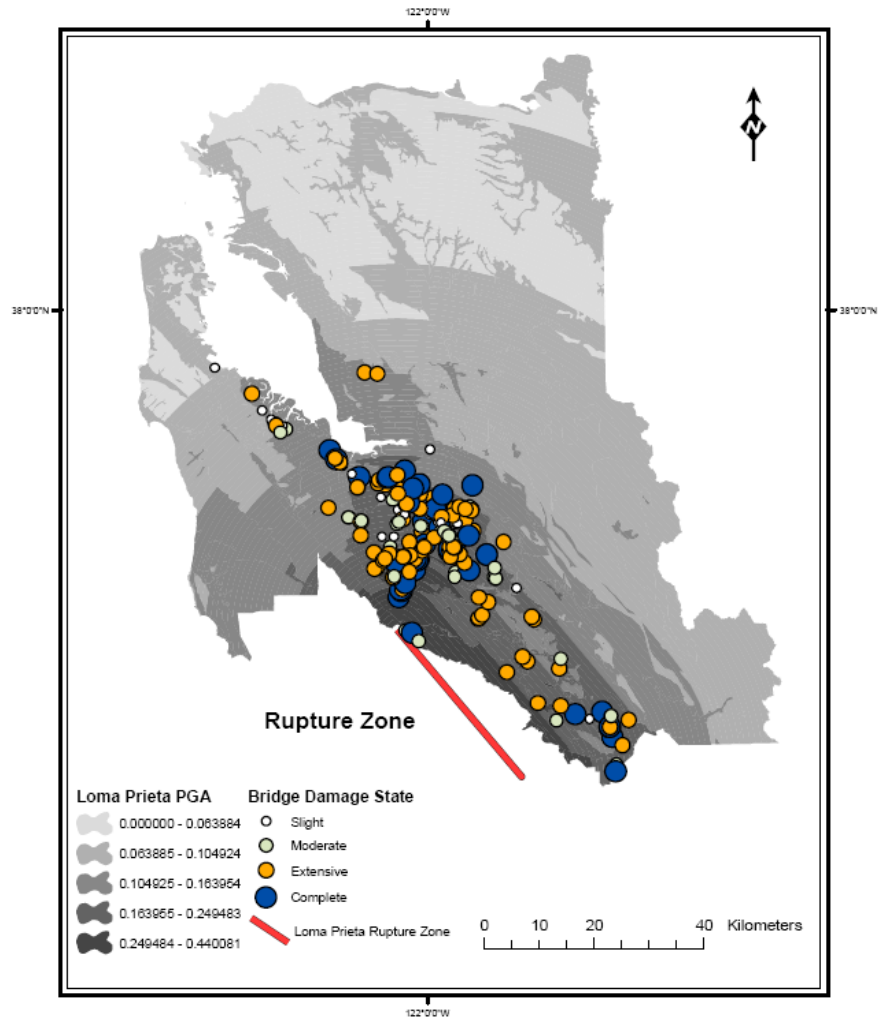 122°0'0"W
N
38°0'0"N
38°0'0"N
Rupture Zone
Loma Prieta PGA
0.000000 - 0.063884
0.063885 - 0.104924
0.104925 - 0.163954
0.163955 - 0.249483
0.249484 - 0.440081
Bridge Damage State
Slight
Moderate
Extensive
Complete
Loma Prieta Rupture Zone
0 10 20 40 Kilometers
122°0'0"W